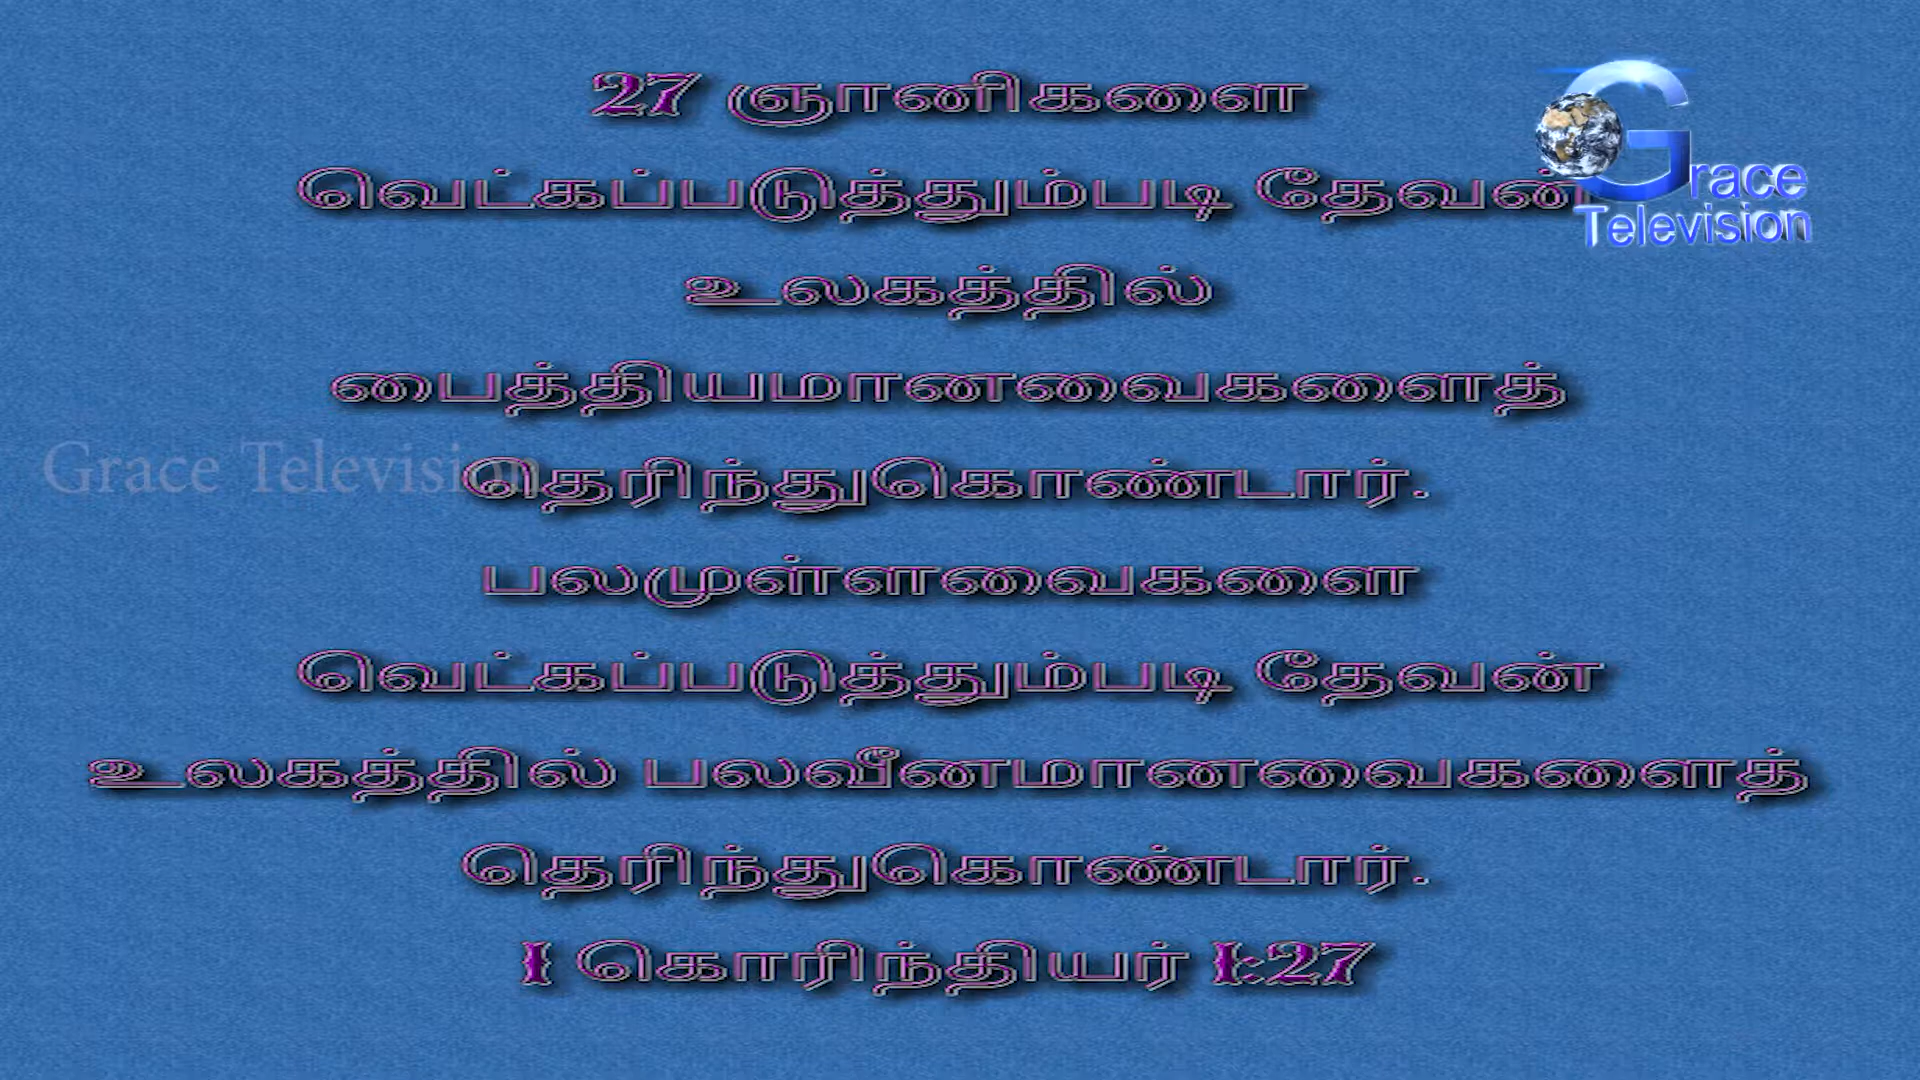 27 ஞானிகளை
வெட்கப்படுத்தும்படி தேவன்
உலகத்தில்
பைத்தியமானவைகளைத்
தெரிந்துகொண்டார்.
பலமுள்ளவைகளை
வெட்கப்படுத்தும்படி தேவன்
உலகத்தில் பலவீனமானவைகளைத்
தெரிந்துகொண்டார்.
I கொரிந்தியர் 1:27
Grace
Television
Grace Television